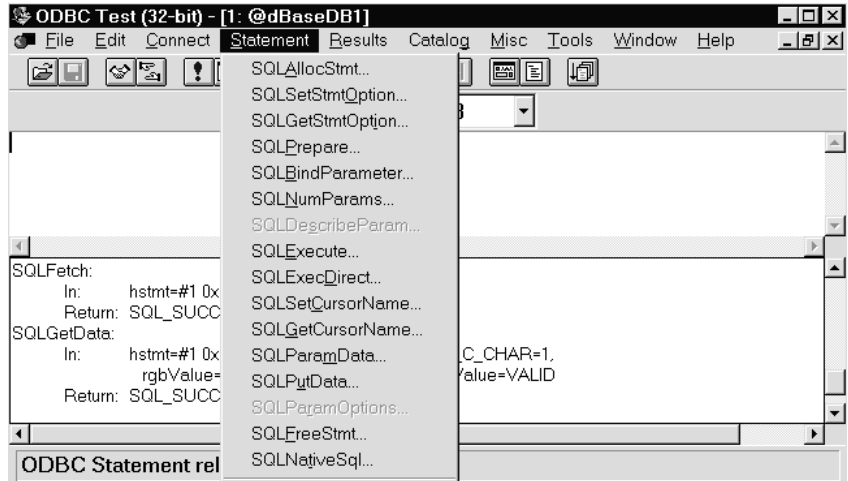 ODBC Test (32-bit) - [1: @dBaseDB1]
File Edit Connect Statement Results Catalog Misc Tools Window Help
SQLAllocStmt...
SQLSetStmtOption...
SQLGetStmtOption...
SQLPrepare...
SQLBindParameter...
SQLNumParams...
SQLDescribeParam...
SQLExecute...
SQLExecDirect...
SQLSetCursorName...
SQLGetCursorName...
SQLParamData...
SQLPutData...
SQLParamOptions...
SQLFreeStmt...
SQLNativeSql...
SQLFetch:
In: hstmt=#1 0x
Return: SQL_SUCC
SQLGetData:
In: hstmt=#1 0x _C_CHAR=1,
rgbValue= Value=VALID
Return: SQL_SUCC
ODBC Statement rel